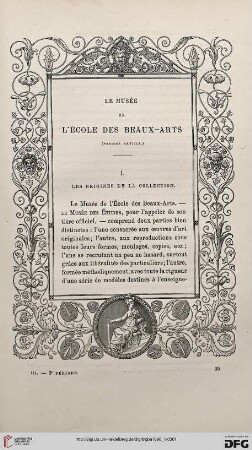 LE MUSÉE
DE
L'ÉCOLE DES BEAUX-ARTS
(PREMIER ARTICLE.)
I.
LES ORIGINES DE LA COLLECTION.
Le Musée de l'École des Beaux-Arts, —
LE MUSÉE DES ÉTUDES, pour l'appeler de son
titre officiel, — comprend deux parties bien
distinctes : l'une consacrée aux œuvres d'art
originales; l'autre, aux reproductions sous
toutes leurs formes, moulages, copies, etc.;
l'une se recrutant un peu au hasard, surtout
grâce aux libéralités des particuliers; l'autre,
formée méthodiquement, avec toute la rigueur
d'une série de modèles destinés à l'enseigne-
III. — 3e PÉRIODE.